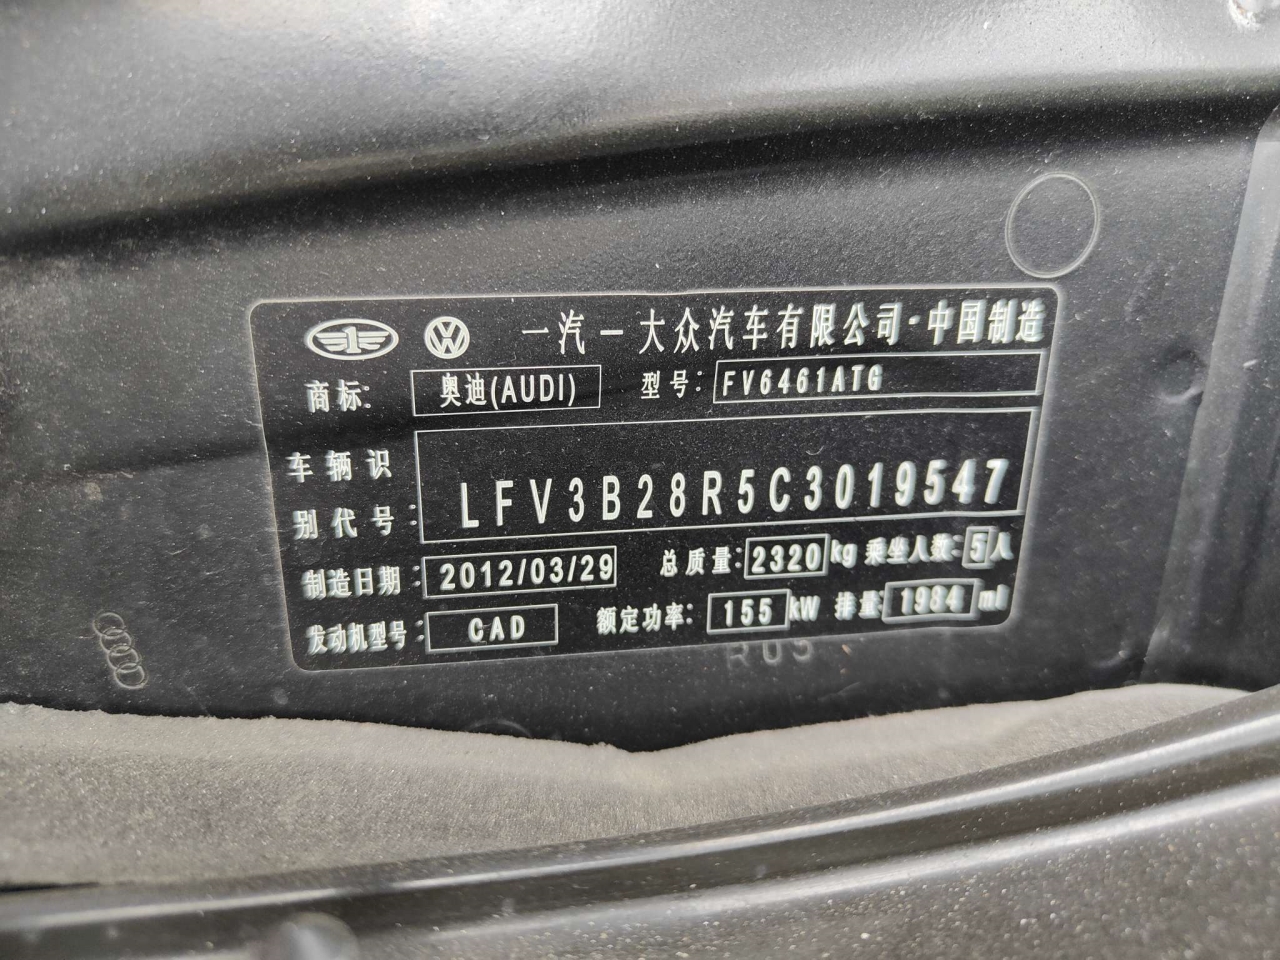 一汽－大众汽车有限公司·中国制造
商标: 奥迪(AUDI) 型号: FV6461ATG
车辆识别代号: LFV3B28R5C3019547
制造日期: 2012/03/29 总质量: 2320 kg 乘坐人数: 5 人
发动机型号: CAD 额定功率: 155 kW 排量: 1984 ml